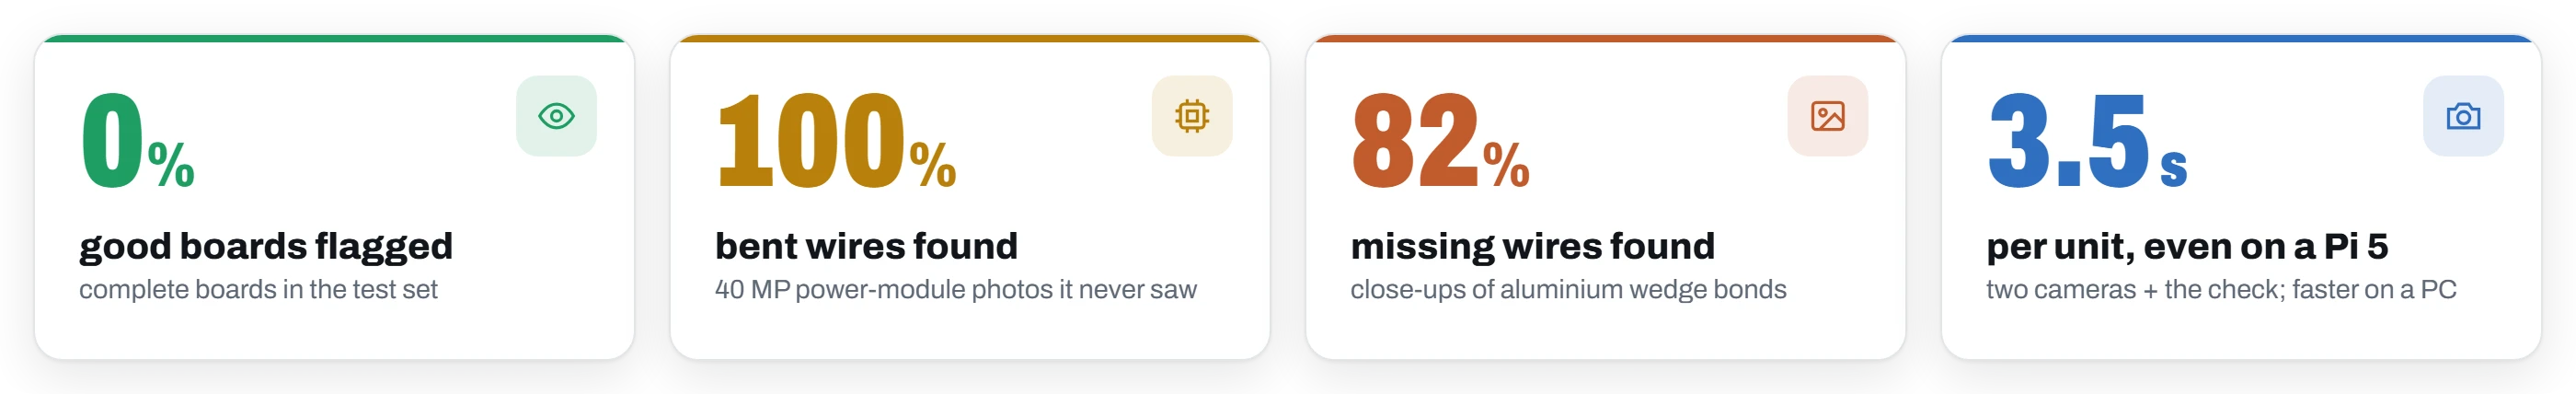 0%
good boards flagged
complete boards in the test set
100%
bent wires found
40 MP power-module photos it never saw
82%
missing wires found
close-ups of aluminium wedge bonds
3.5 s
per unit, even on a Pi 5
two cameras + the check; faster on a PC